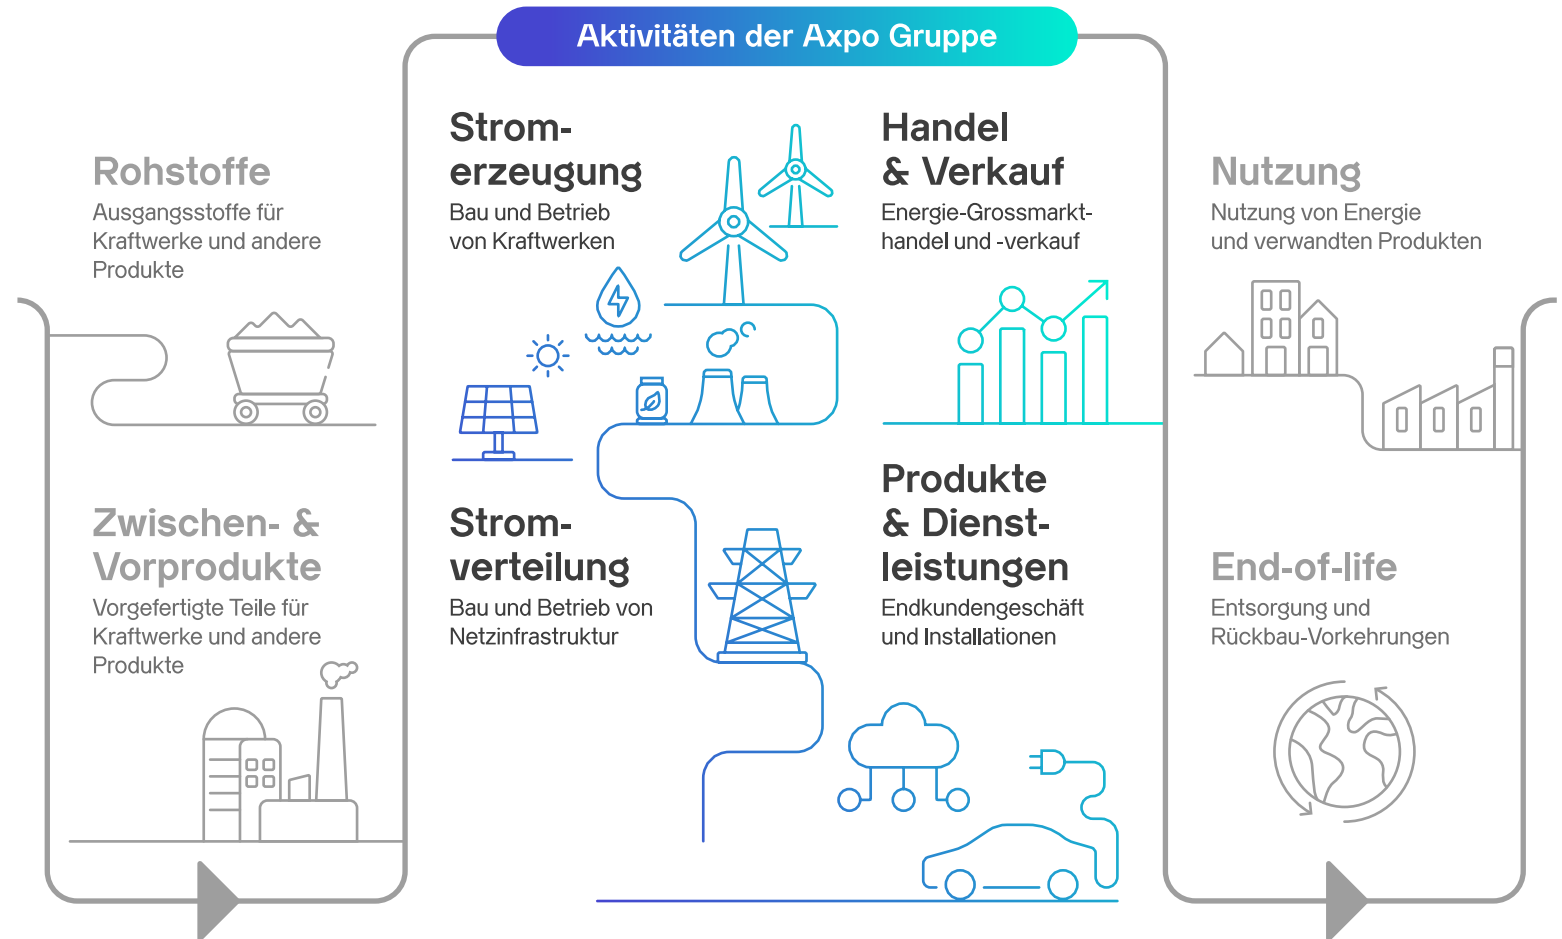 Aktivitäten der Axpo Gruppe
Rohstoffe
Ausgangsstoffe für
Kraftwerke und andere
Produkte
Zwischen- &
Vorprodukte
Vorgefertigte Teile für
Kraftwerke und andere
Produkte
Strom-
erzeugung
Bau und Betrieb
von Kraftwerken
Strom-
verteilung
Bau und Betrieb von
Netzinfrastruktur
Handel
& Verkauf
Energie-Grossmarkt-
handel und -verkauf
Produkte
& Dienst-
leistungen
Endkundengeschäft
und Installationen
Nutzung
Nutzung von Energie
und verwandten Produkten
End-of-life
Entsorgung und
Rückbau-Vorkehrungen